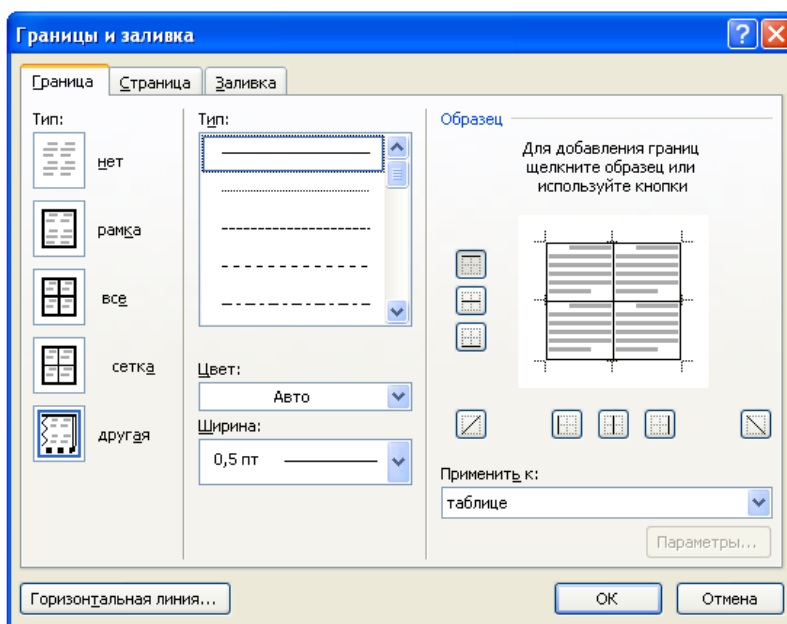 Границы и заливка
Граница
Страница
Заливка
Тип:
нет
рамка
все
сетка
другая
Тип:
Цвет:
Авто
Ширина:
0,5 пт
Образец
Для добавления границ
щелкните образец или
используйте кнопки
Применить к:
таблице
Параметры...
Горизонтальная линия...
ОК
Отмена